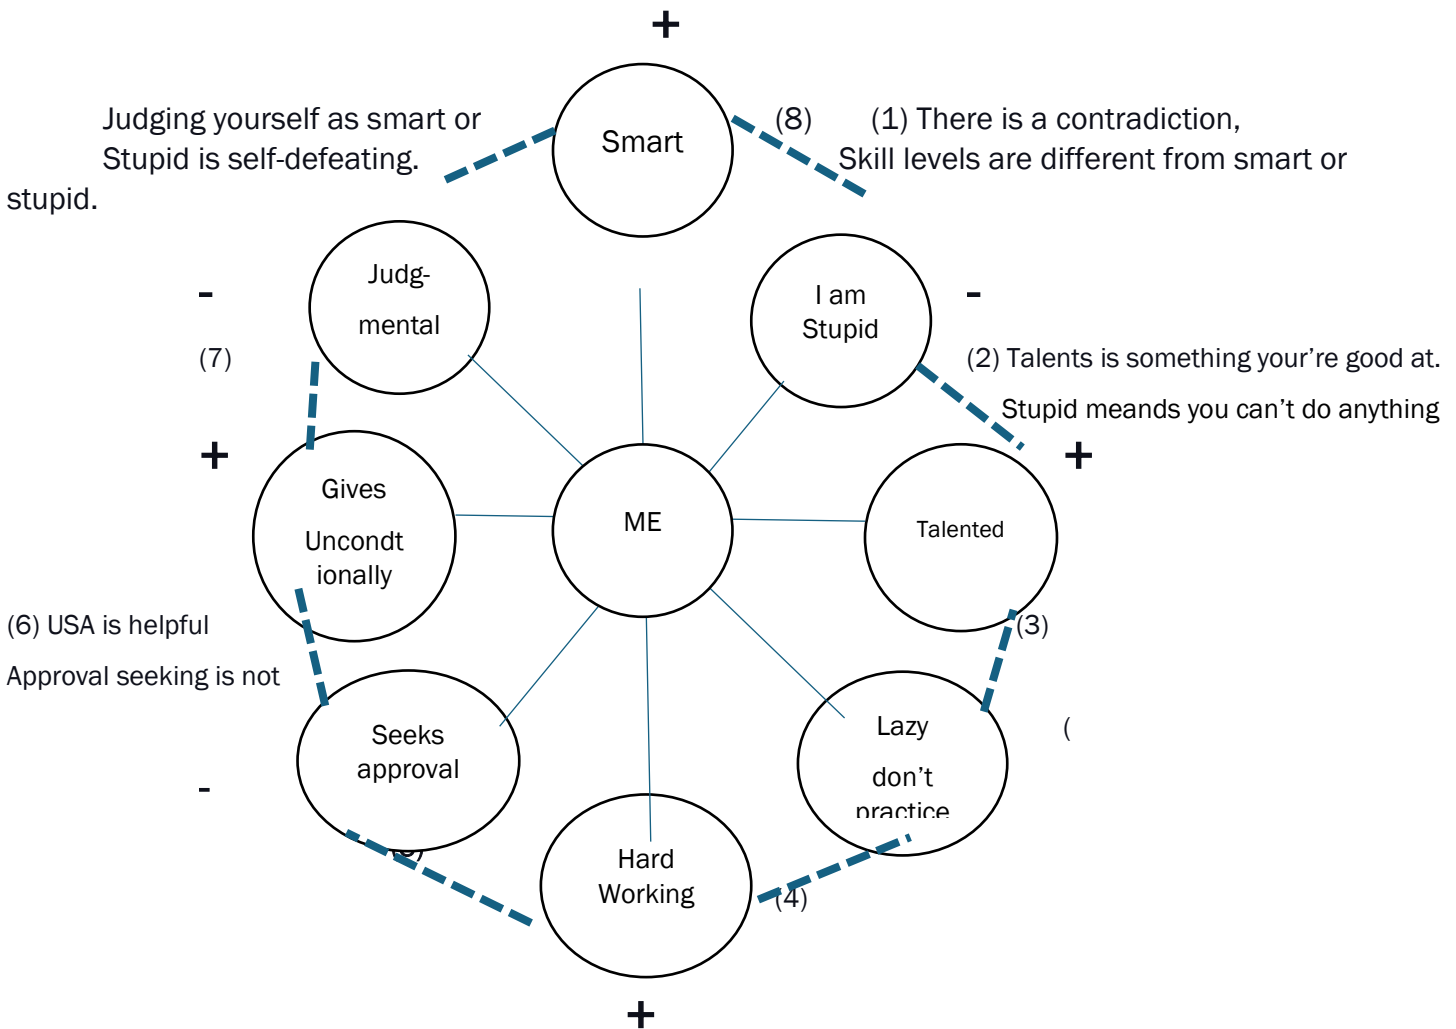 +
Judging yourself as smart or
(8) (1) There is a contradiction,
Smart
Stupid is self-defeating.
Skill levels are different from smart or
stupid.
Judg-
mental
-
I am
Stupid
-
(7)
(2) Talents is something your're good at.
Stupid meands you can't do anything
+
+
Gives
Uncondt
ionally
ME
Talented
(6) USA is helpful
(3)
Approval seeking is not
Seeks
approval
Lazy
don't
practice
(
-
Hard
Working
(4)
+